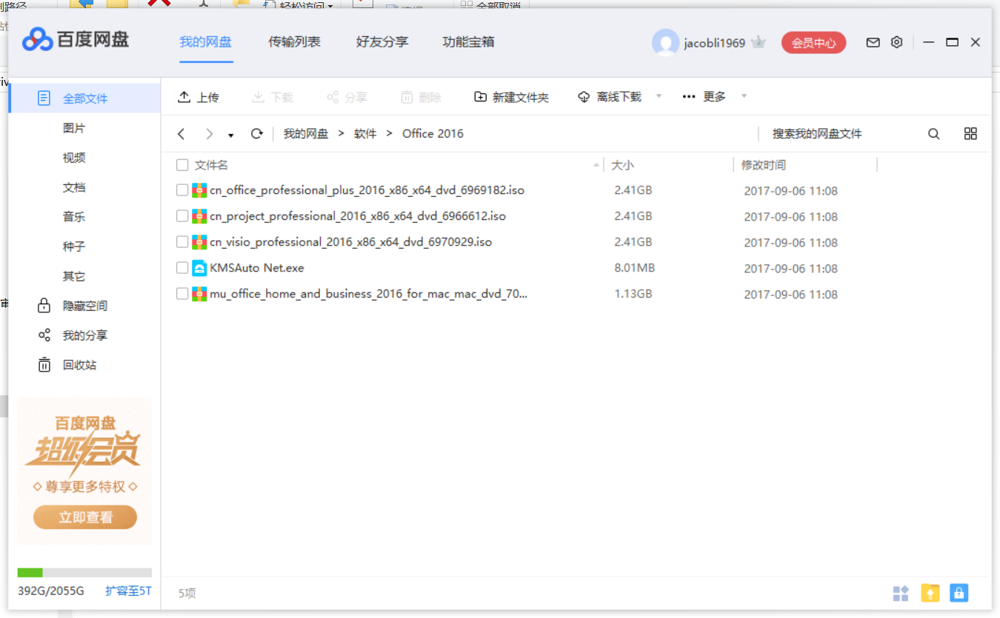 轻松访问
全部取消
百度网盘
我的网盘 传输列表 好友分享 功能宝箱
jacobli1969 会员中心
全部文件
图片
视频
文档
音乐
种子
其它
隐藏空间
我的分享
回收站
百度网盘
超级会员
尊享更多特权
立即查看
392G/2055G 扩容至5T
上传 下载 分享 删除 新建文件夹 离线下载 ••• 更多
我的网盘 > 软件 > Office 2016 搜索我的网盘文件
文件名 大小 修改时间
cn_office_professional_plus_2016_x86_x64_dvd_6969182.iso 2.41GB 2017-09-06 11:08
cn_project_professional_2016_x86_x64_dvd_6966612.iso 2.41GB 2017-09-06 11:08
cn_visio_professional_2016_x86_x64_dvd_6970929.iso 2.41GB 2017-09-06 11:08
KMSAuto Net.exe 8.01MB 2017-09-06 11:08
mu_office_home_and_business_2016_for_mac_mac_dvd_70... 1.13GB 2017-09-06 11:08
5项